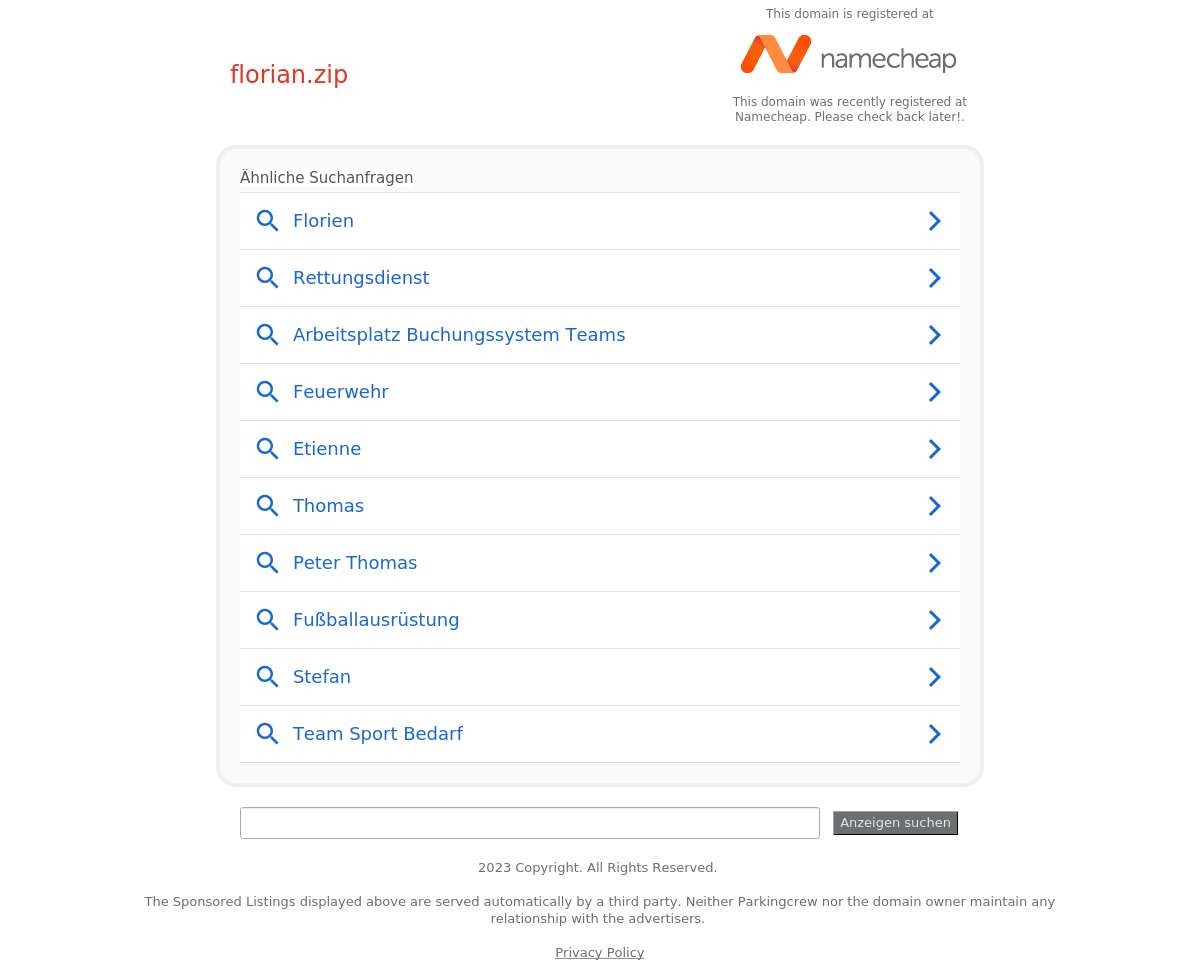 This domain is registered at
namecheap
florian.zip
This domain was recently registered at
Namecheap. Please check back later!.
Ähnliche Suchanfragen
Florien
Rettungsdienst
Arbeitsplatz Buchungssystem Teams
Feuerwehr
Etienne
Thomas
Peter Thomas
Fußballausrüstung
Stefan
Team Sport Bedarf
Anzeigen suchen
2023 Copyright. All Rights Reserved.
The Sponsored Listings displayed above are served automatically by a third party. Neither Parkingcrew nor the domain owner maintain any
relationship with the advertisers.
Privacy Policy